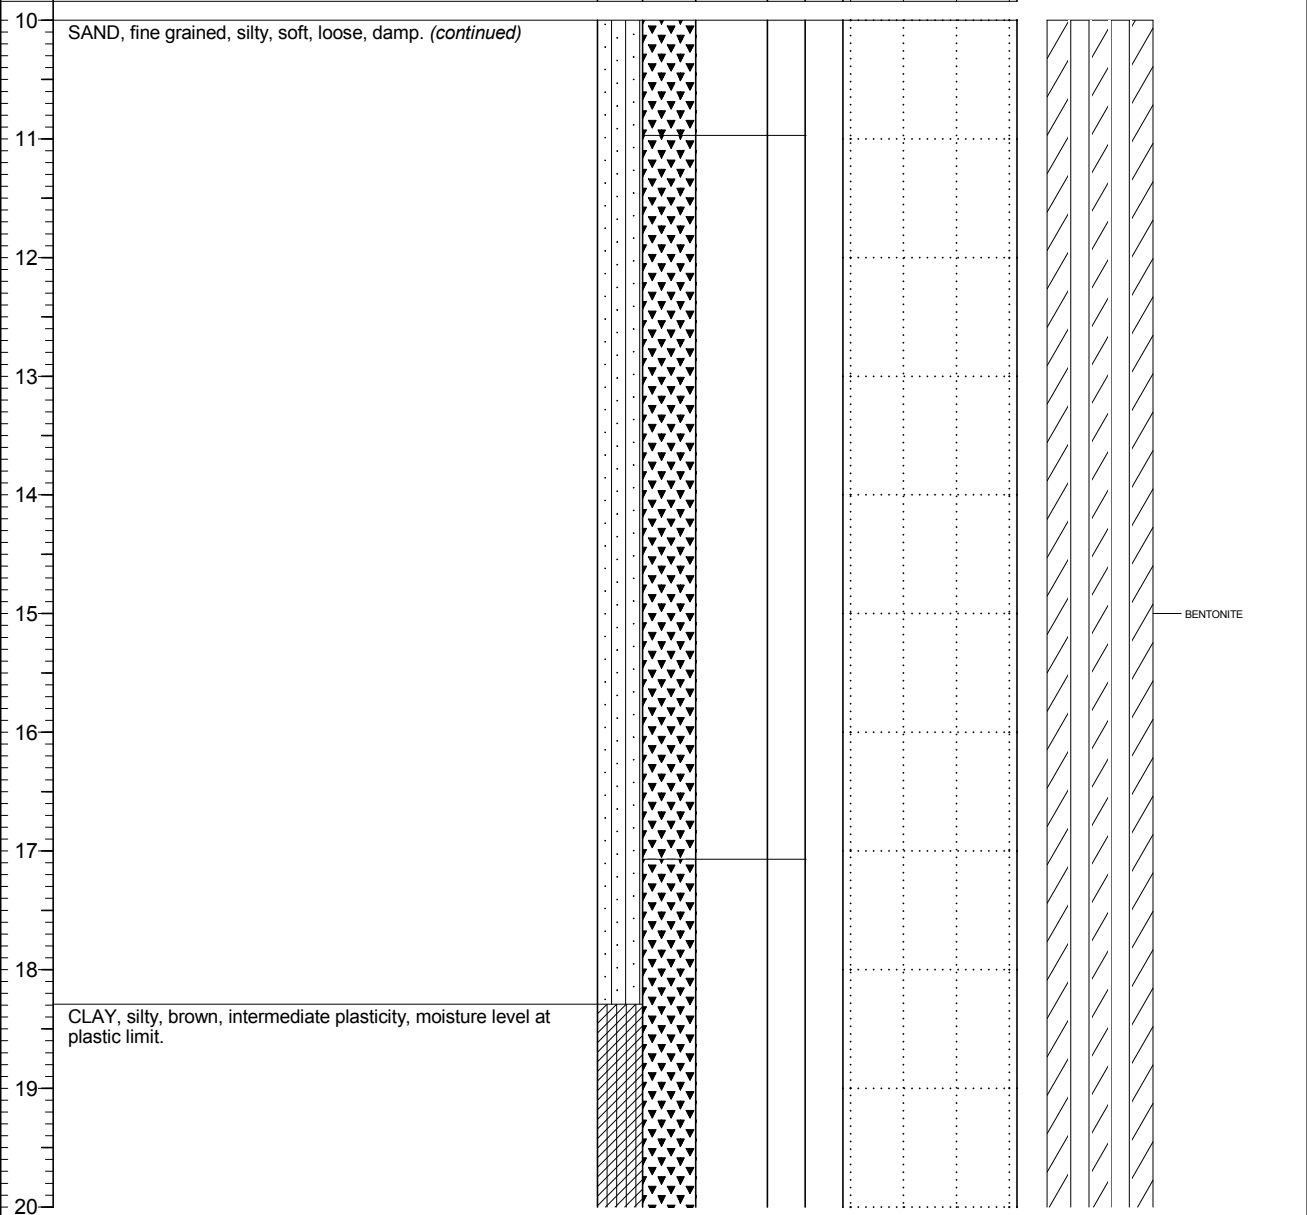 10
SAND, fine grained, silty, soft, loose, damp. (continued)
11
12
13
14
15
BENTONITE
16
17
18
CLAY, silty, brown, intermediate plasticity, moisture level at
plastic limit.
19
20